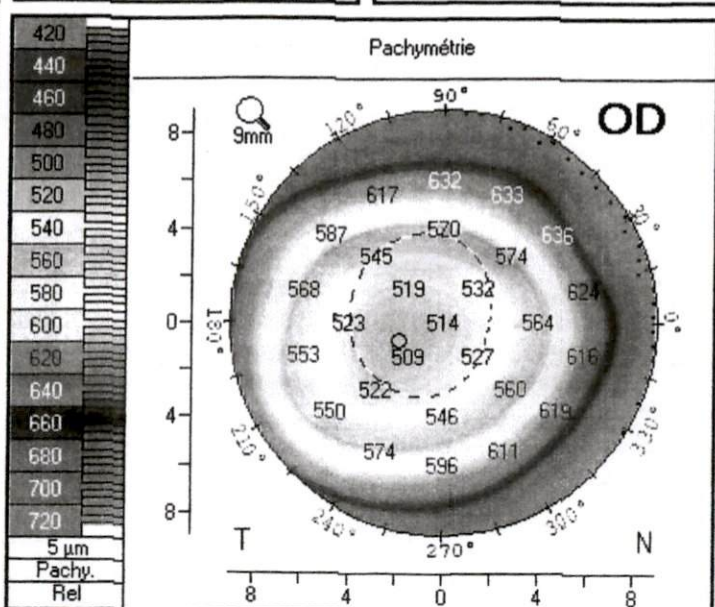 Pachymétrie
420
440
460
480
500
520
540
560
580
600
620
640
660
680
700
720
5 µm
Pachy.
Rel
9mm
OD
90°
120°
60°
150°
30°
180°
0°
210°
330°
240°
300°
270°
8
4
0
4
8
617 632 633
587 570 636
545 574
568 519 532 624
523 514 564
553 509 527 616
522 560
550 546 619
574 596 611
T N
8 4 0 4 8